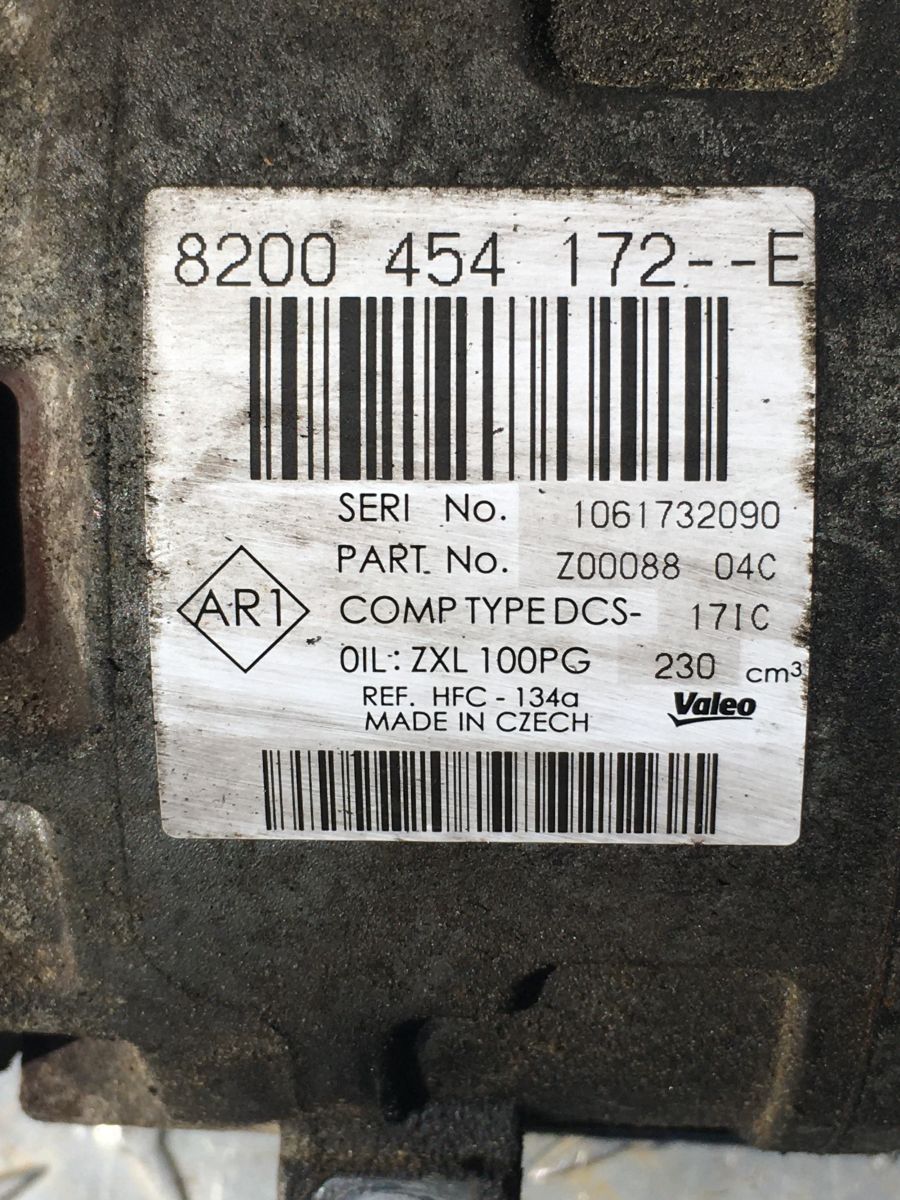 8200 454 172--E
SERI No. 1061732090
PART. No. Z00088 04C
AR1
COMP TYPE DCS- 17IC
OIL: ZXL 100PG 230 cm³
REF. HFC - 134a
MADE IN CZECH
Valeo